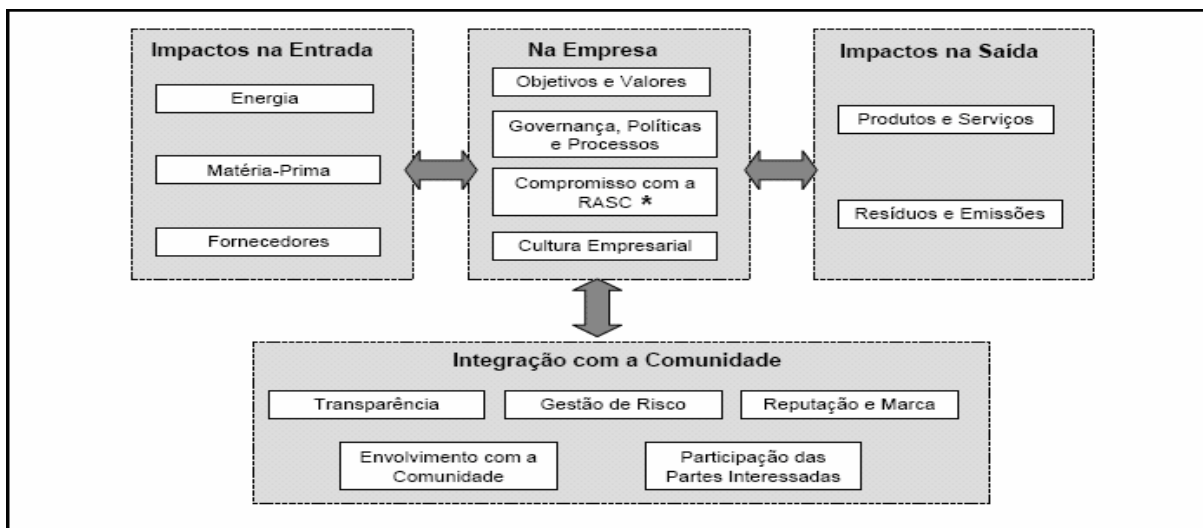 Impactos na Entrada
Energia
Matéria-Prima
Fornecedores
Na Empresa
Objetivos e Valores
Governança, Políticas
e Processos
Compromisso com a
RASC *
Cultura Empresarial
Impactos na Saída
Produtos e Serviços
Resíduos e Emissões
Integração com a Comunidade
Transparência
Gestão de Risco
Reputação e Marca
Envolvimento com a
Comunidade
Participação das
Partes Interessadas